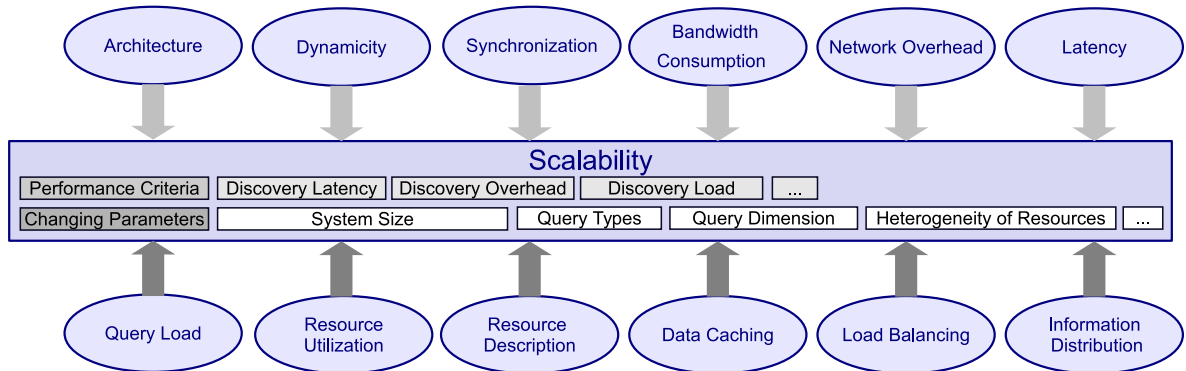 Architecture
Dynamicity
Synchronization
Bandwidth
Consumption
Network Overhead
Latency
Scalability
Performance Criteria Discovery Latency Discovery Overhead Discovery Load ...
Changing Parameters System Size Query Types Query Dimension Heterogeneity of Resources ...
Query Load
Resource
Utilization
Resource
Description
Data Caching
Load Balancing
Information
Distribution